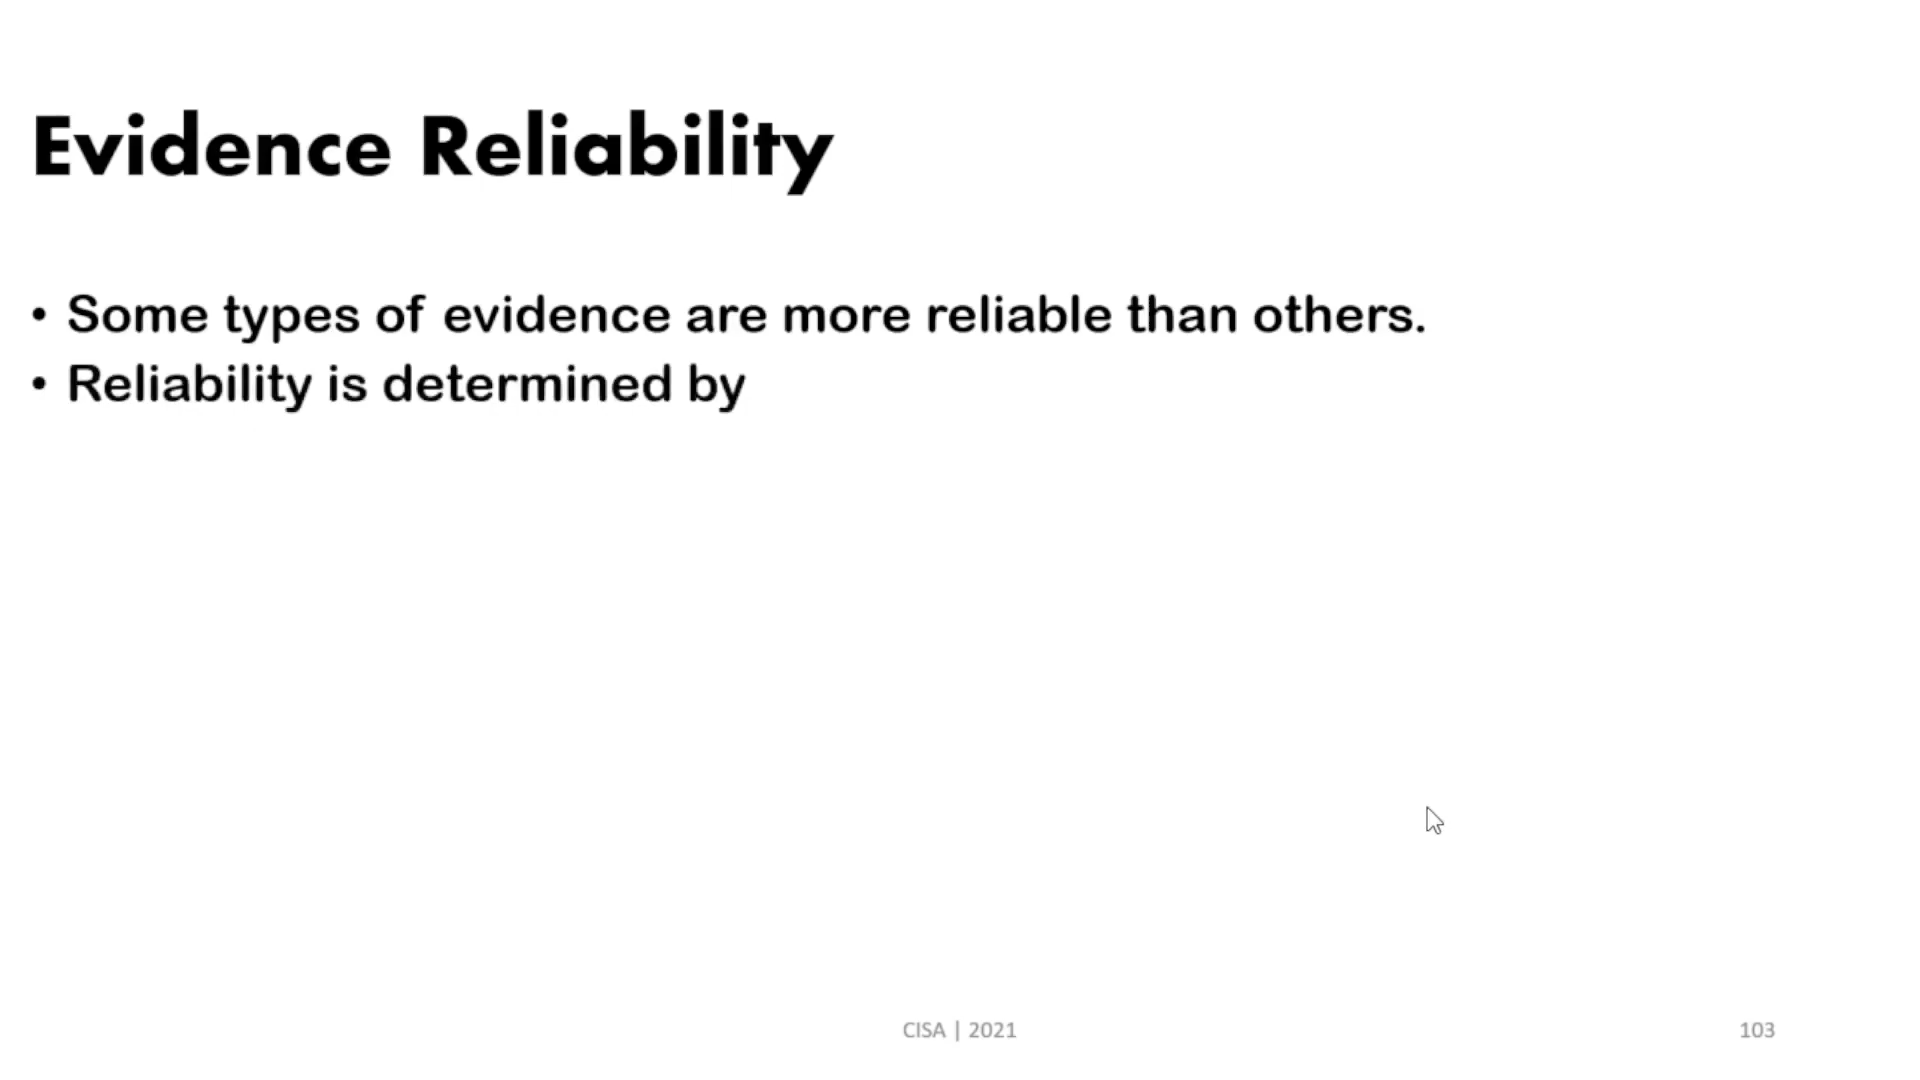 Evidence Reliability
• Some types of evidence are more reliable than others.
• Reliability is determined by
CISA | 2021
103